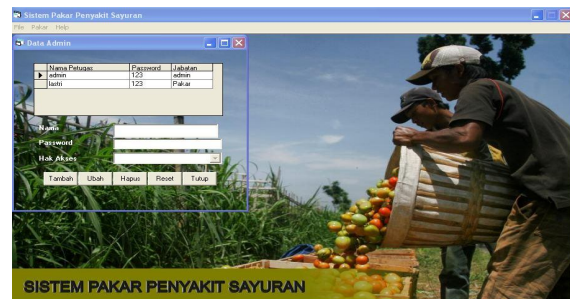 Sistem Pakar Penyakit Sayuran
File Pakar Help
Data Admin
Nama Petugas Password Jabatan
admin 123 admin
lastri 123 Pakar
Nama
Password
Hak Akses
Tambah Ubah Hapus Reset Tutup
SISTEM PAKAR PENYAKIT SAYURAN